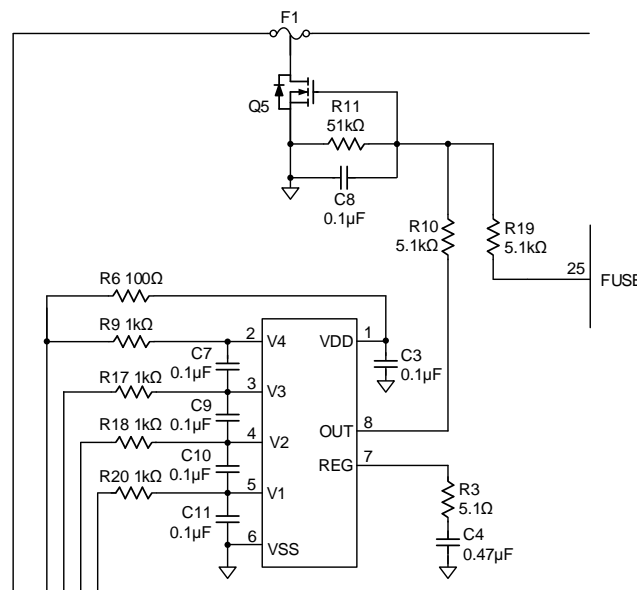 F1
Q5
R11
51kΩ
C8
0.1µF
R10
5.1kΩ
R19
5.1kΩ
25
FUSE
R6 100Ω
R9 1kΩ
2
V4
VDD
1
C7
0.1µF
C3
0.1µF
R17 1kΩ
3
V3
C9
0.1µF
R18 1kΩ
4
V2
OUT
8
C10
0.1µF
REG
7
R20 1kΩ
5
V1
R3
5.1Ω
C11
0.1µF
6
VSS
C4
0.47µF